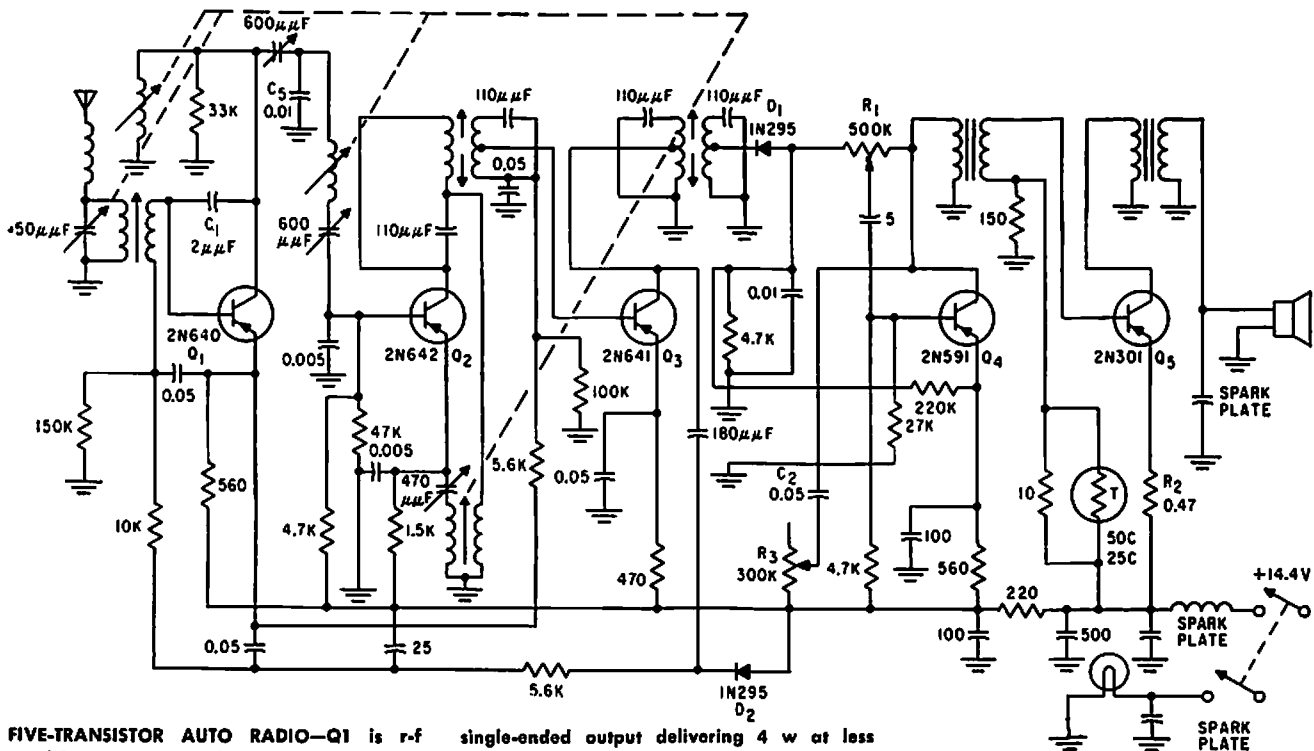 600μμF
C5
0.01
33K
110μμF
0.05
110μμF
110μμF
D1
1N295
R1
500K
+50μμF
C1
2μμF
600
μμF
110μμF
5
150
0.01
4.7K
2N640
Q1
0.05
0.005
2N642 Q2
2N641 Q3
2N591 Q4
2N301 Q5
100K
220K
27K
SPARK
PLATE
150K
47K
0.005
180μμF
560
470
μμF
5.6K
0.05
C2
0.05
10
T
50C
25C
R2
0.47
10K
4.7K
1.5K
470
R3
300K
4.7K
100
560
+14.4V
220
SPARK
PLATE
0.05
25
100
500
5.6K
1N295
D2
SPARK
PLATE
FIVE-TRANSISTOR AUTO RADIO—Q1 is r-f
single-ended output delivering 4 w at less